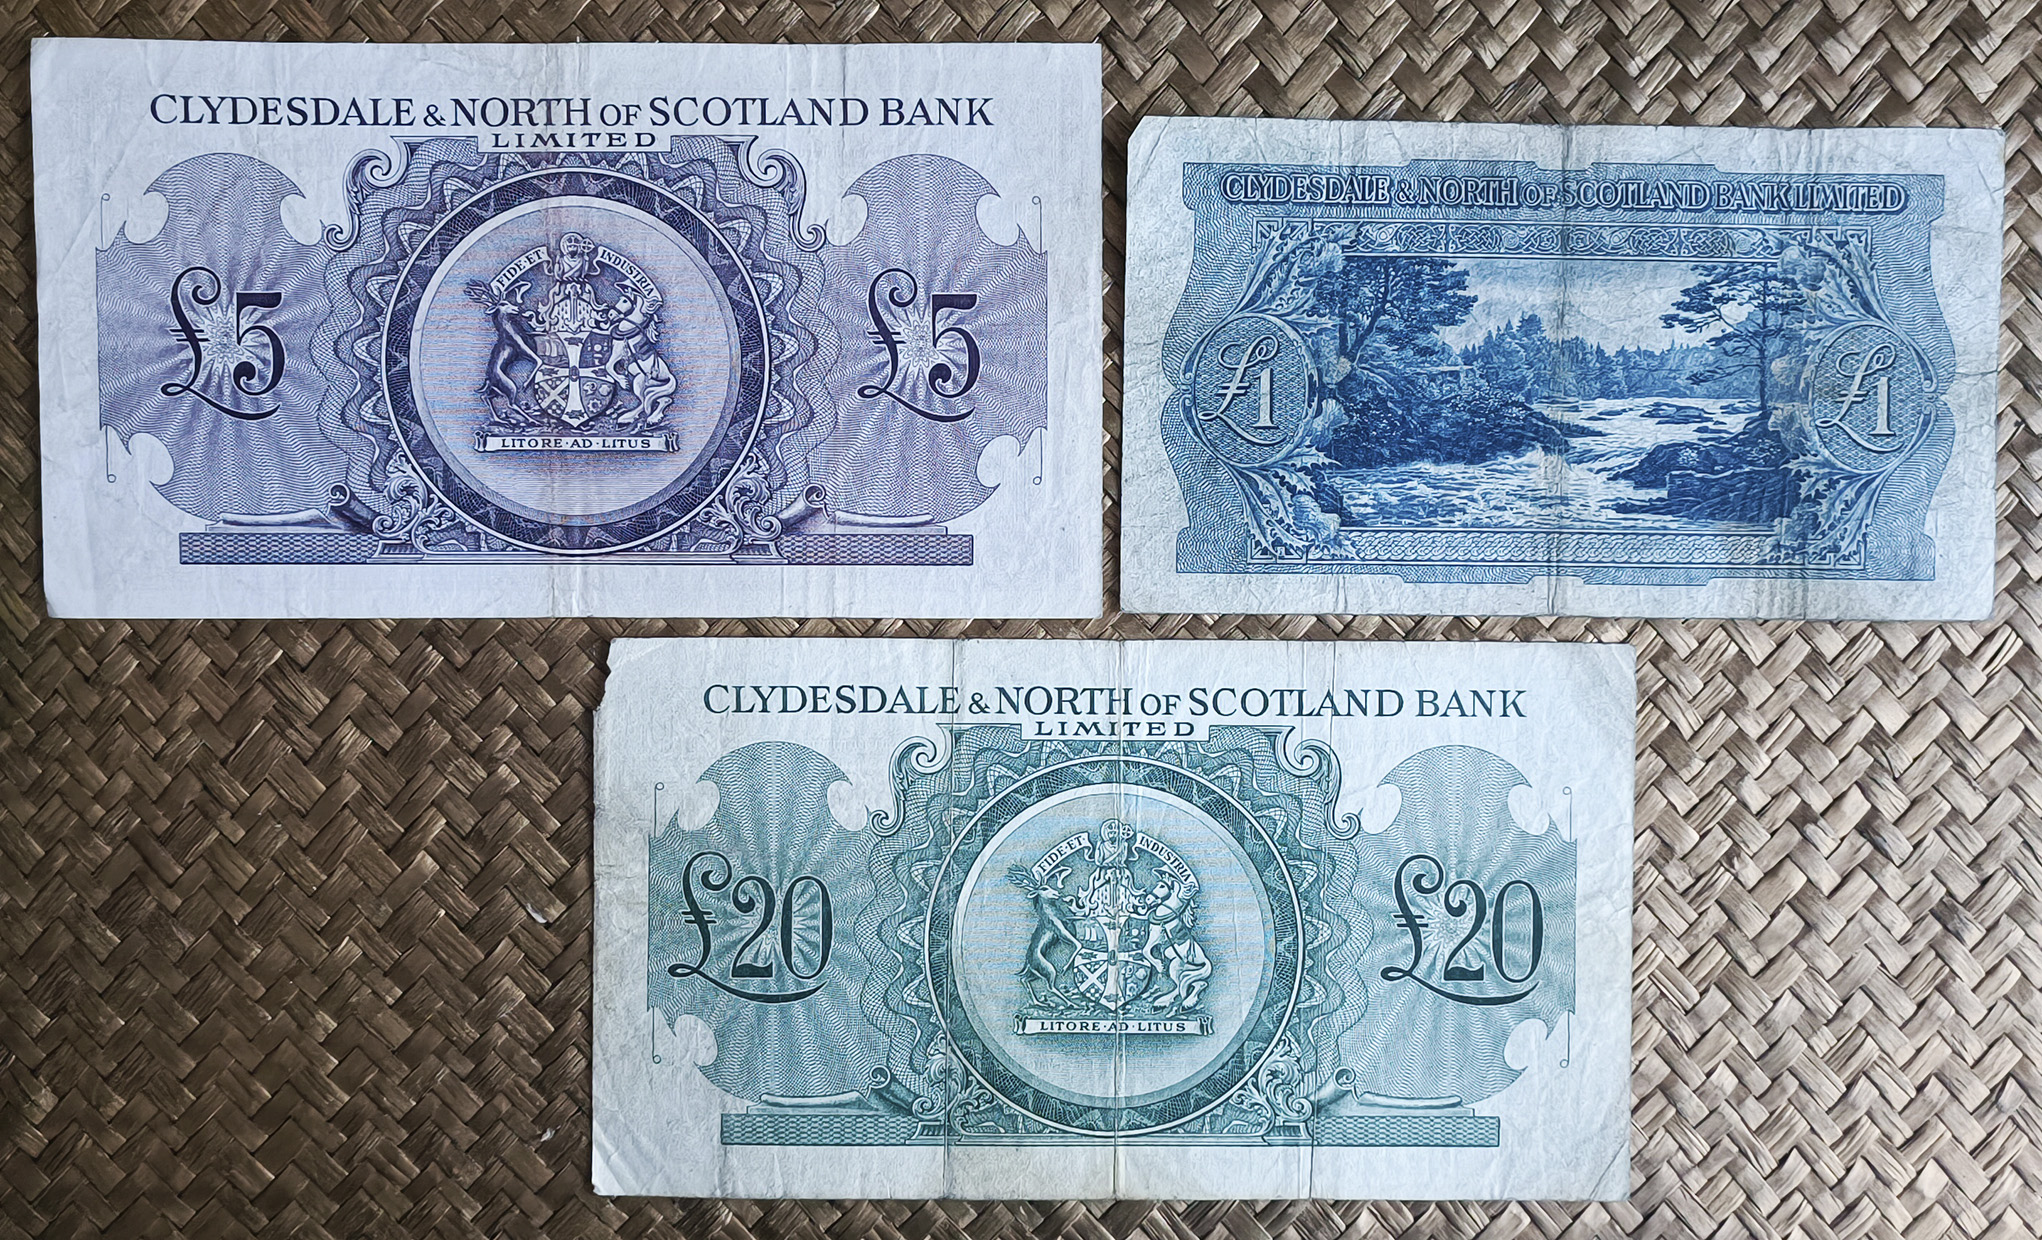 CLYDESDALE & NORTH OF SCOTLAND BANK
LIMITED
FIDE·ET INDUSTRIA
£5
£5
LITORE·AD·LITUS
CLYDESDALE & NORTH OF SCOTLAND BANK LIMITED
£1
£1
CLYDESDALE & NORTH OF SCOTLAND BANK
LIMITED
FIDE·ET INDUSTRIA
£20
£20
LITORE·AD·LITUS